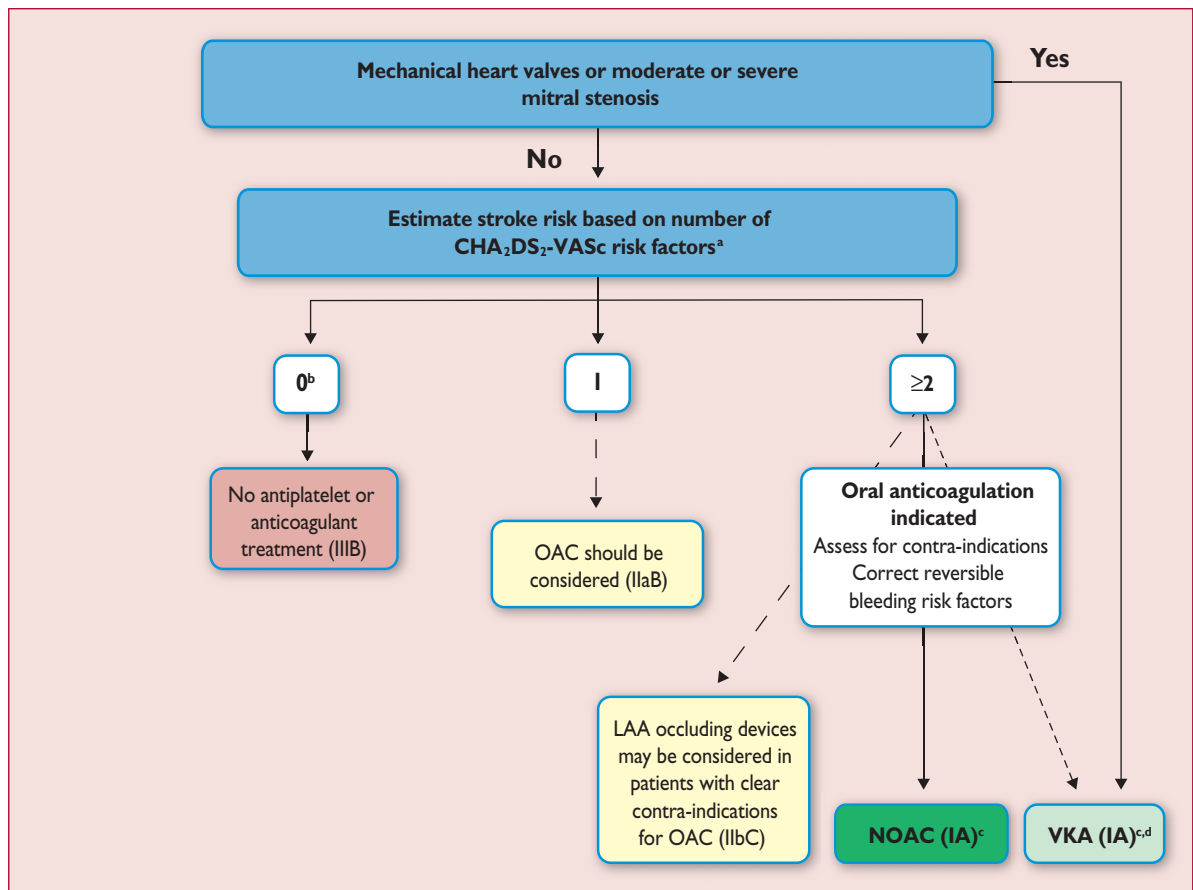 Mechanical heart valves or moderate or severe
mitral stenosis
Yes
No
Estimate stroke risk based on number of
CHA₂DS₂-VASc risk factorsᵃ
0ᵇ
1
≥2
No antiplatelet or
anticoagulant
treatment (IIIB)
OAC should be
considered (IIaB)
Oral anticoagulation
indicated
Assess for contra-indications
Correct reversible
bleeding risk factors
LAA occluding devices
may be considered in
patients with clear
contra-indications
for OAC (IIbC)
NOAC (IA)ᶜ
VKA (IA)ᶜ,ᵈ